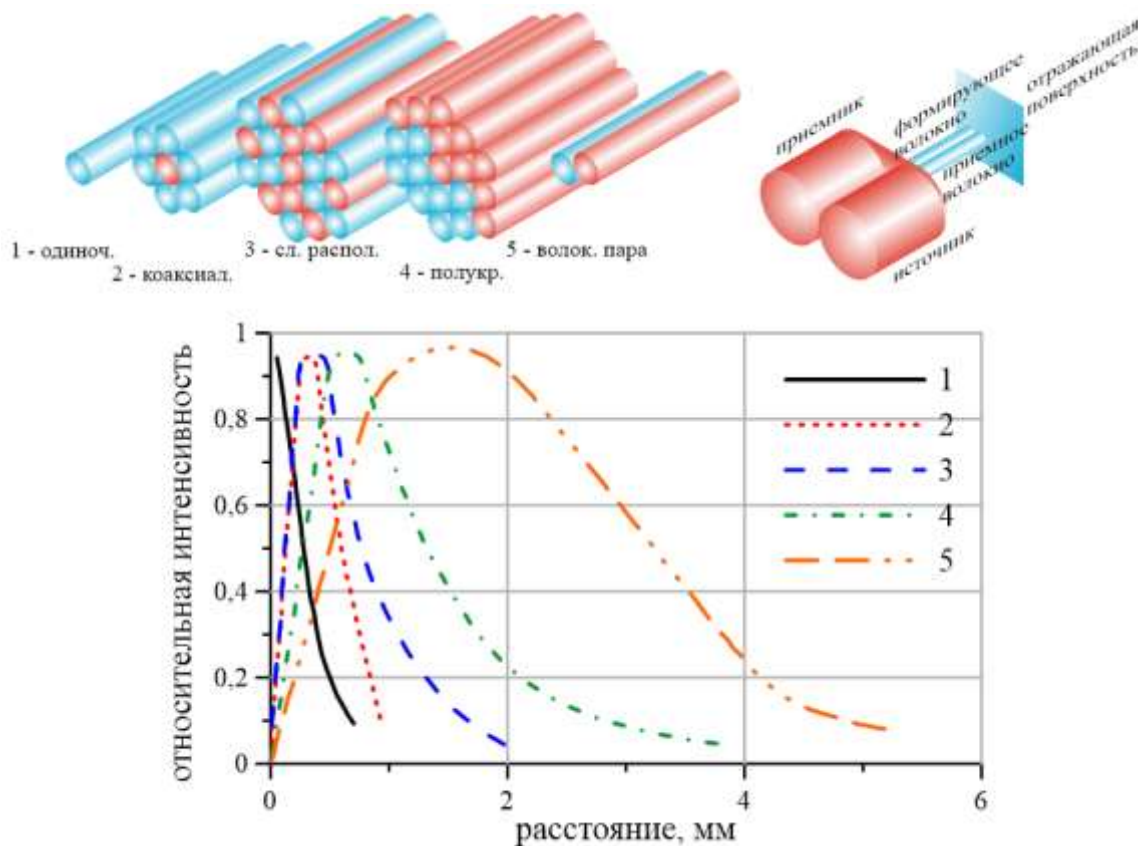 1 - одиноч.
2 - коаксиал.
3 - сл. распол.
4 - полукр.
5 - волок. пара
приемник
формирующее
волокно
приемное
волокно
отражающая
поверхность
источник
относительная интенсивность
1
0.8
0.6
0.4
0.2
0
0
2
4
6
расстояние, мм
1
2
3
4
5